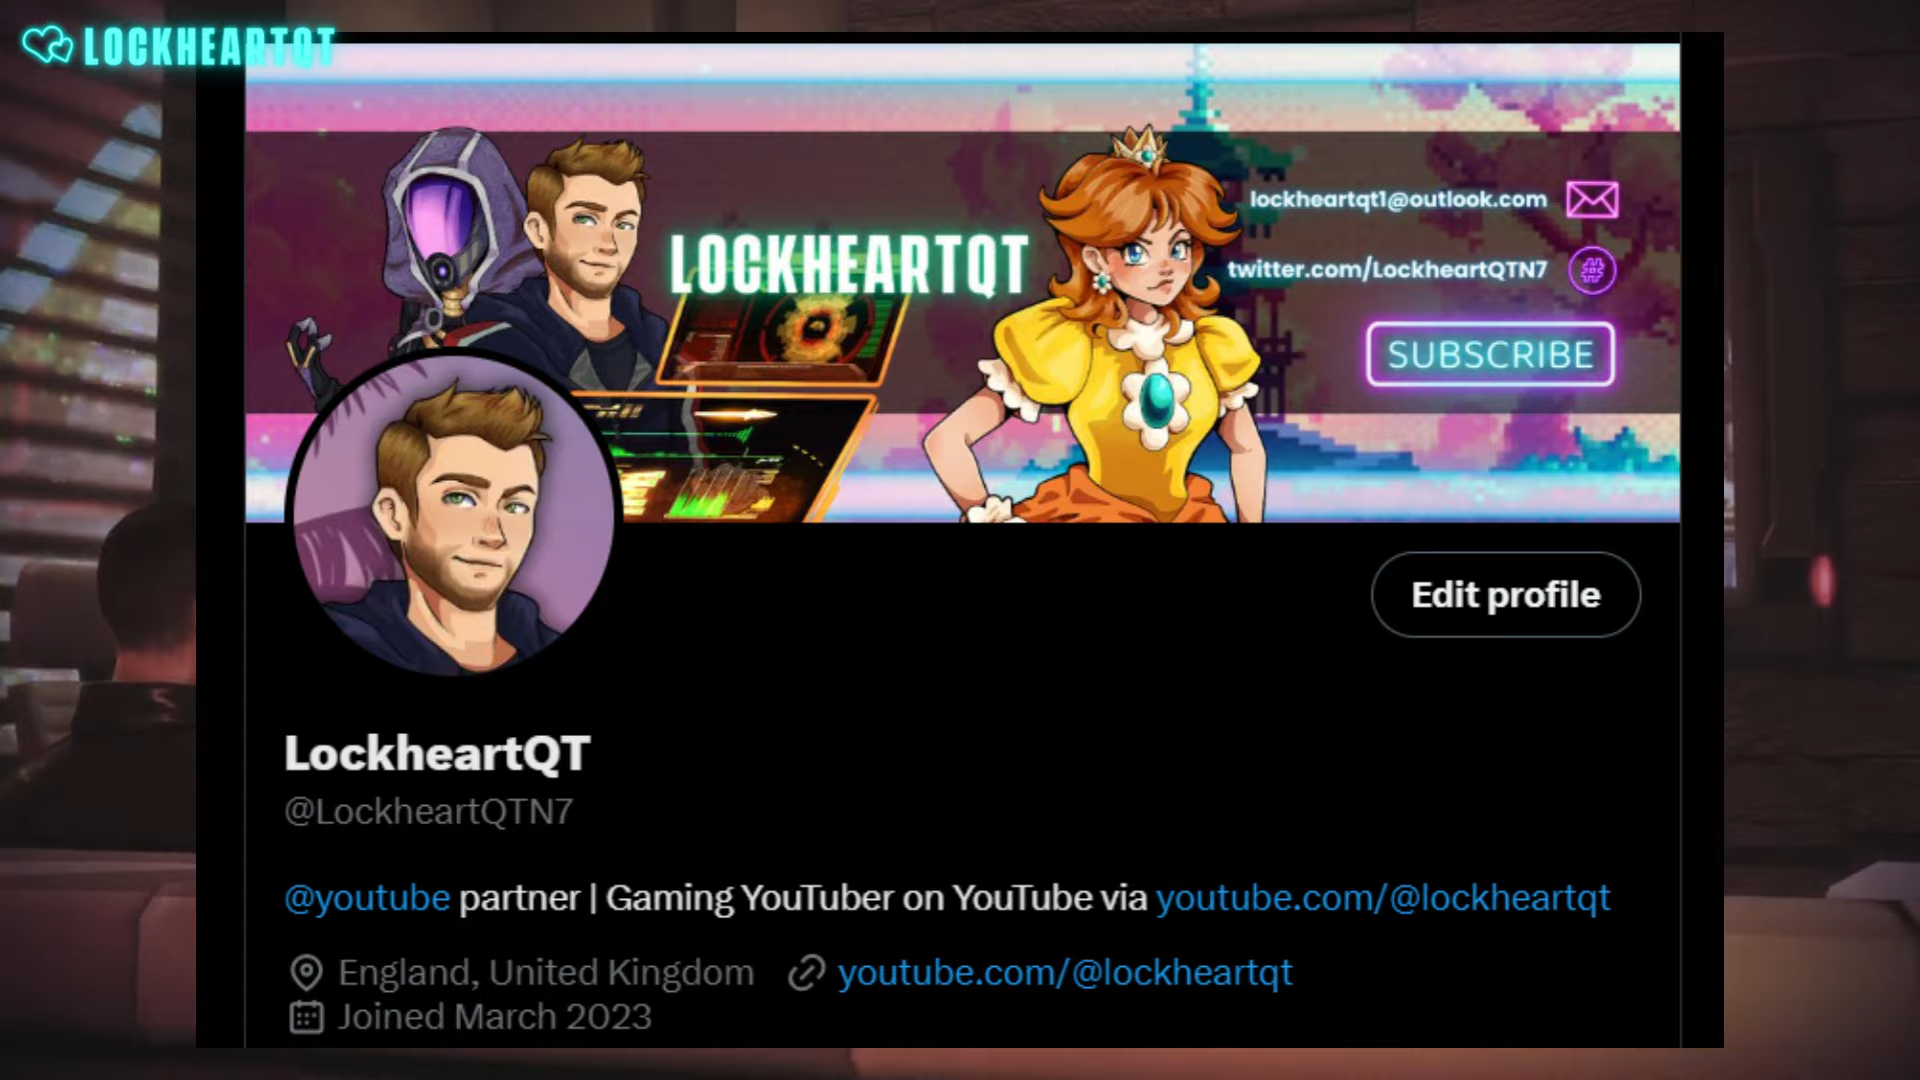 LOCKHEARTQT
lockheartqt1@outlook.com
twitter.com/LockheartQTN7
LOCKHEARTQT
SUBSCRIBE
Edit profile
LockheartQT
@LockheartQTN7
@youtube partner | Gaming YouTuber on YouTube via youtube.com/@lockheartqt
England, United Kingdom youtube.com/@lockheartqt
Joined March 2023